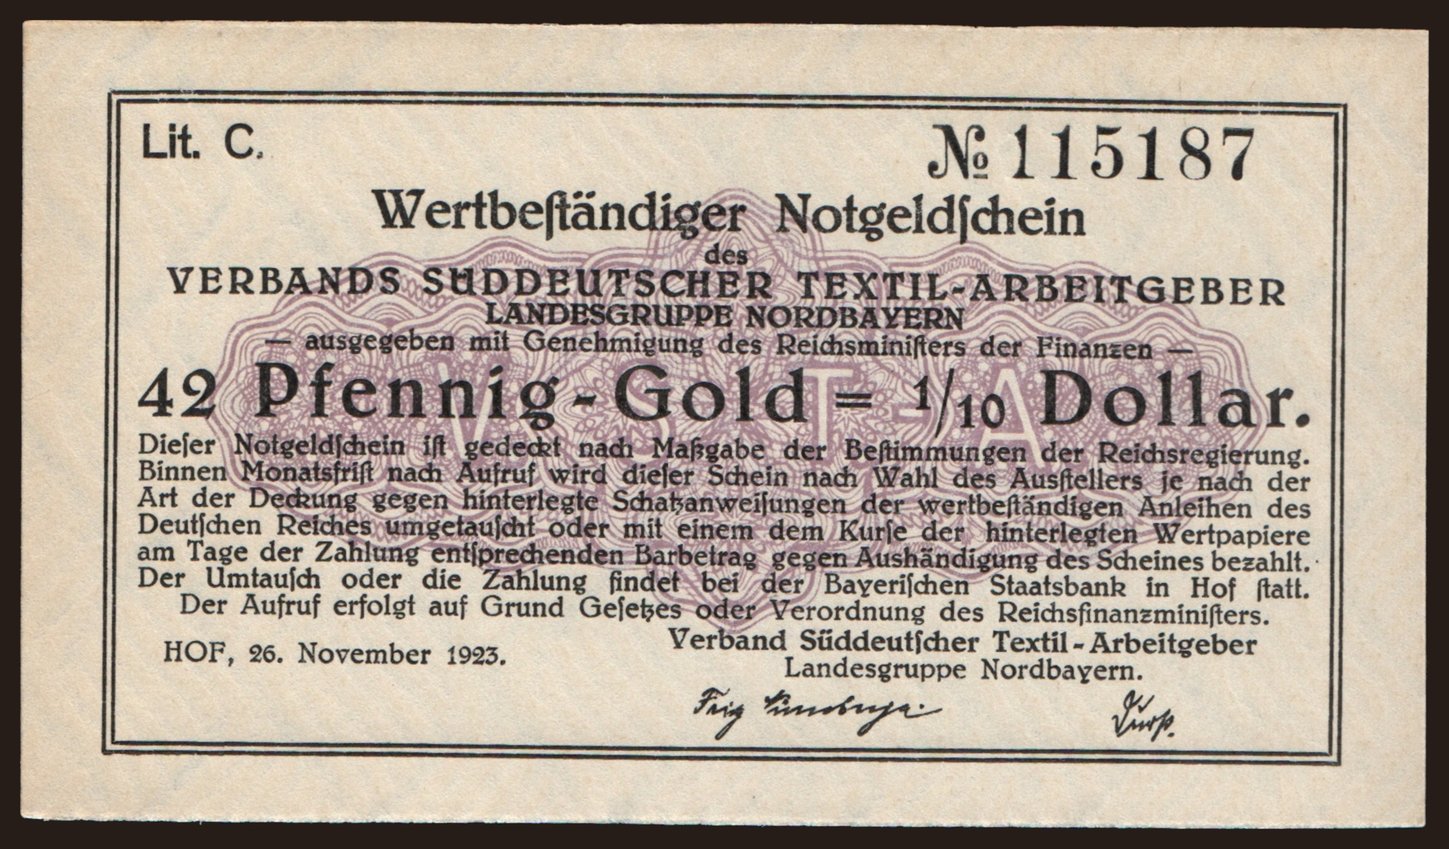 Lit. C.
№ 115187
Wertbeſtändiger Notgeldſchein
des
VERBANDS SÜDDEUTSCHER TEXTIL-ARBEITGEBER
LANDESGRUPPE NORDBAYERN
— ausgegeben mit Genehmigung des Reichsminiſters der Finanzen —
42 Pfennig-Gold = 1/10 Dollar.
V S T - A
Dieſer Notgeldſchein iſt gedeckt nach Maßgabe der Beſtimmungen der Reichsregierung.
Binnen Monatsfriſt nach Aufruf wird dieſer Schein nach Wahl des Ausſtellers je nach der
Art der Deckung gegen hinterlegte Schatzanweiſungen der wertbeſtändigen Anleihen des
Deutſchen Reiches umgetauſcht oder mit einem dem Kurſe der hinterlegten Wertpapiere
am Tage der Zahlung entſprechenden Barbetrag gegen Aushändigung des Scheines bezahlt.
Der Umtauſch oder die Zahlung findet bei der Bayeriſchen Staatsbank in Hof ſtatt.
Der Aufruf erfolgt auf Grund Geſetzes oder Verordnung des Reichsfinanzminiſters.
HOF, 26. November 1923.
Verband Süddeutſcher Textil-Arbeitgeber
Landesgruppe Nordbayern.